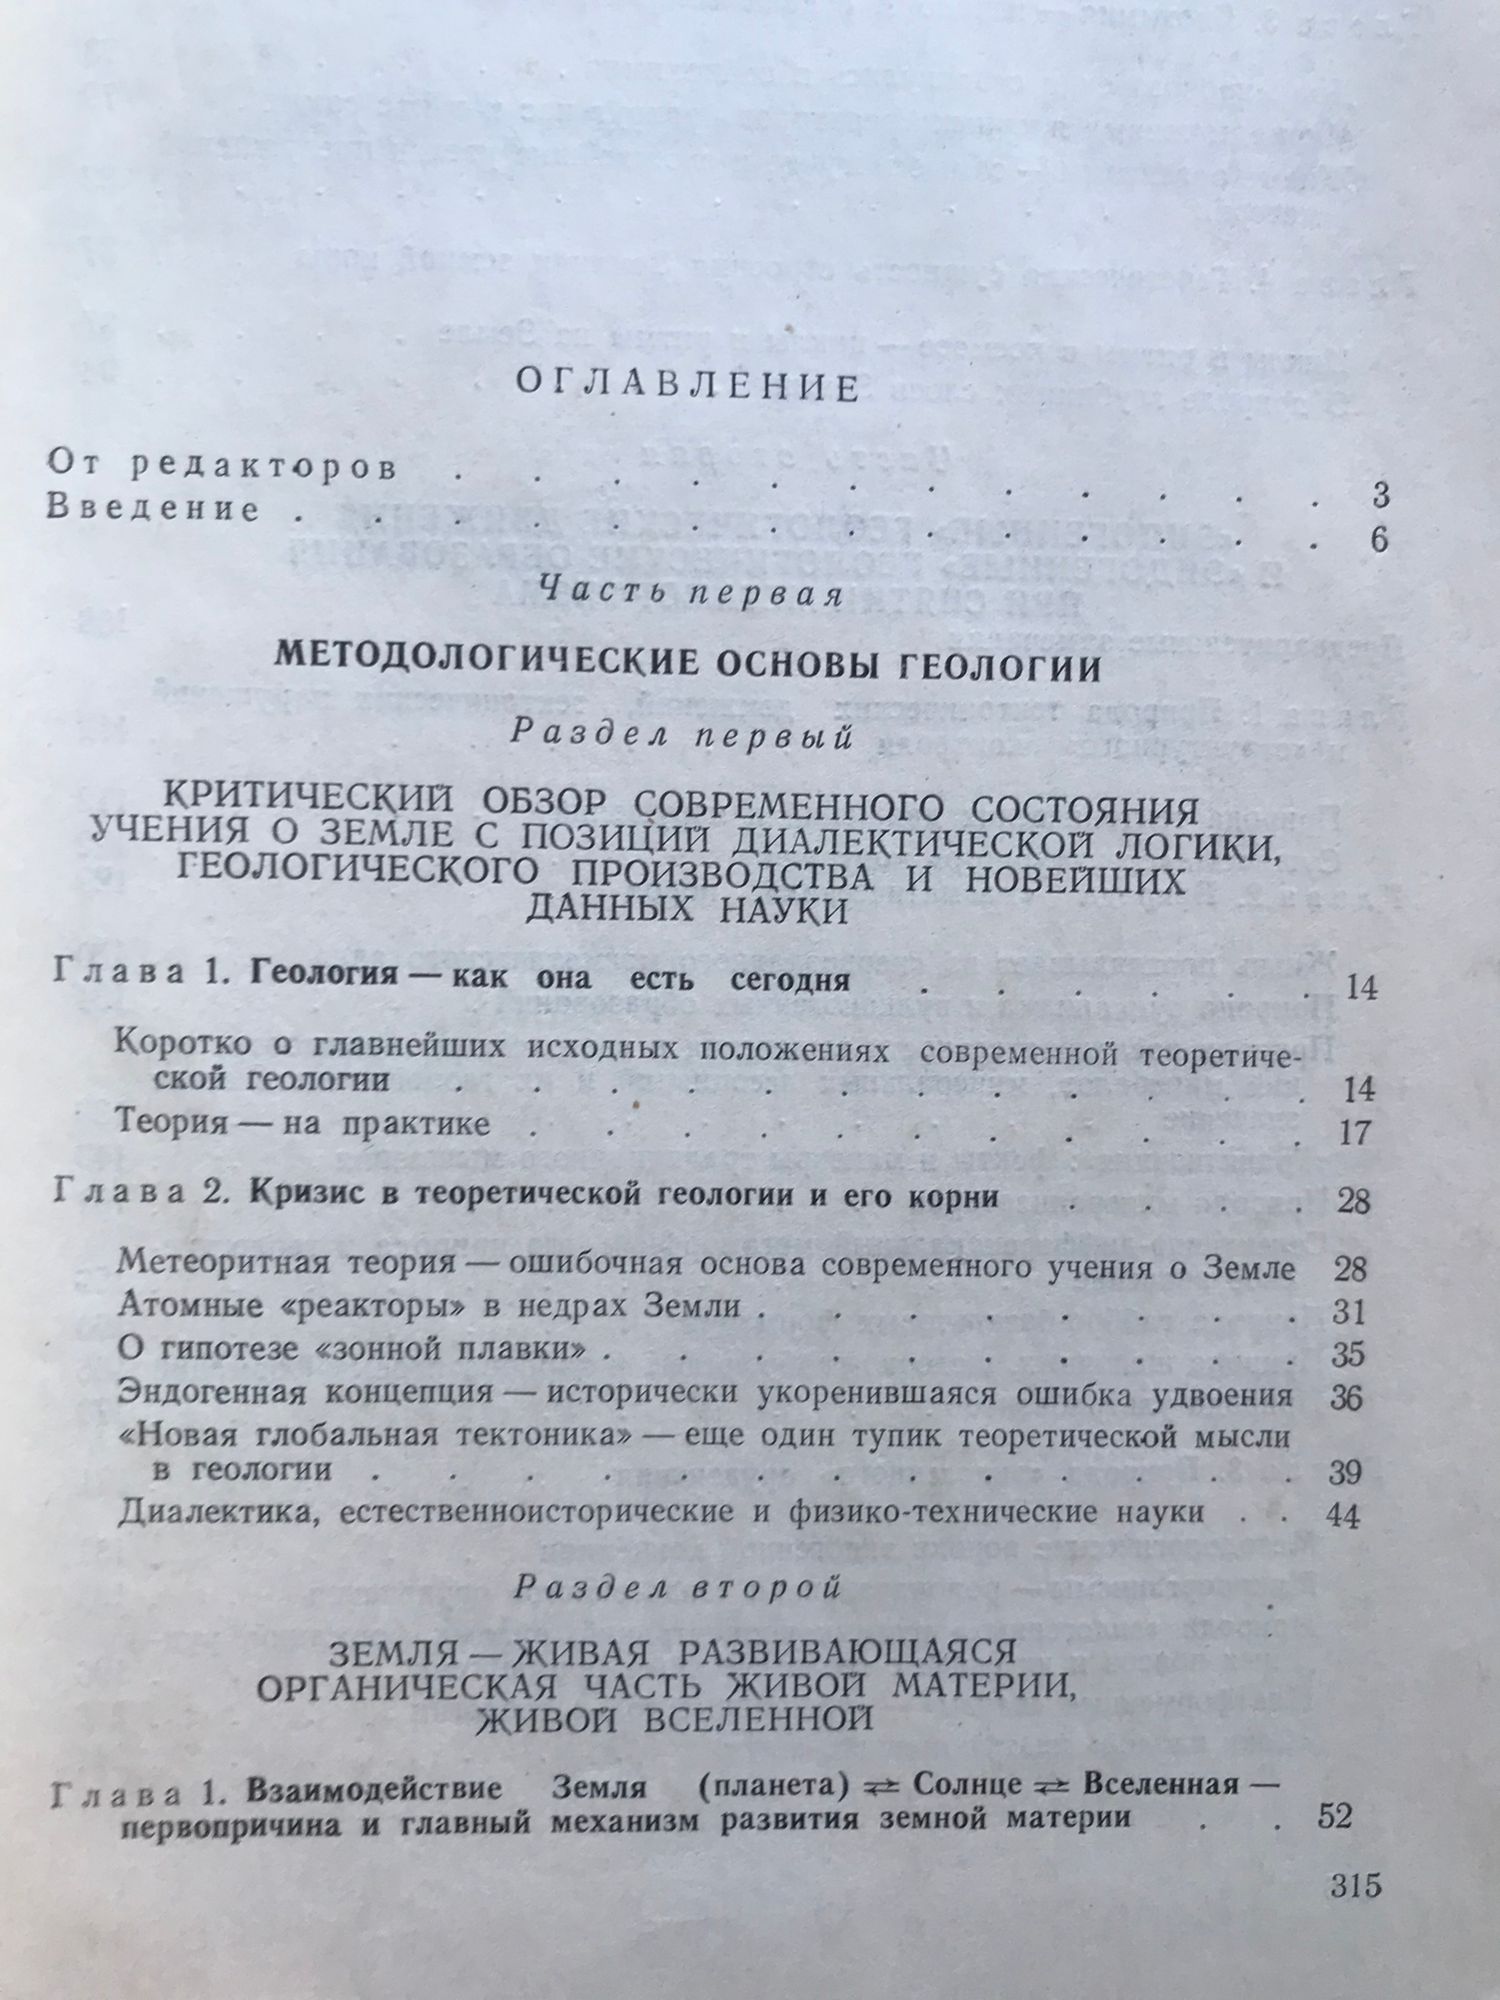 ОГЛАВЛЕНИЕ
От редакторов . . . . . . . . . . . . 3
Введение . . . . . . . . . . . . . . 6
Часть первая
МЕТОДОЛОГИЧЕСКИЕ ОСНОВЫ ГЕОЛОГИИ
Раздел первый
КРИТИЧЕСКИЙ ОБЗОР СОВРЕМЕННОГО СОСТОЯНИЯ
УЧЕНИЯ О ЗЕМЛЕ С ПОЗИЦИЙ ДИАЛЕКТИЧЕСКОЙ ЛОГИКИ,
ГЕОЛОГИЧЕСКОГО ПРОИЗВОДСТВА И НОВЕЙШИХ
ДАННЫХ НАУКИ
Глава 1. Геология — как она есть сегодня . . . . . . 14
Коротко о главнейших исходных положениях современной теоретиче-
ской геологии . . . . . . . . . . . . 14
Теория — на практике . . . . . . . . . . . 17
Глава 2. Кризис в теоретической геологии и его корни . . . . 28
Метеоритная теория — ошибочная основа современного учения о Земле 28
Атомные «реакторы» в недрах Земли . . . . . . . . 31
О гипотезе «зонной плавки» . . . . . . . . . . 35
Эндогенная концепция — исторически укоренившаяся ошибка удвоения 36
«Новая глобальная тектоника» — еще один тупик теоретической мысли
в геологии . . . . . . . . . . . . . 39
Диалектика, естественноисторические и физико-технические науки . . 44
Раздел второй
ЗЕМЛЯ — ЖИВАЯ РАЗВИВАЮЩАЯСЯ
ОРГАНИЧЕСКАЯ ЧАСТЬ ЖИВОЙ МАТЕРИИ,
ЖИВОЙ ВСЕЛЕННОЙ
Глава 1. Взаимодействие Земля (планета) ⇌ Солнце ⇌ Вселенная —
первопричина и главный механизм развития земной материи . . 52
315